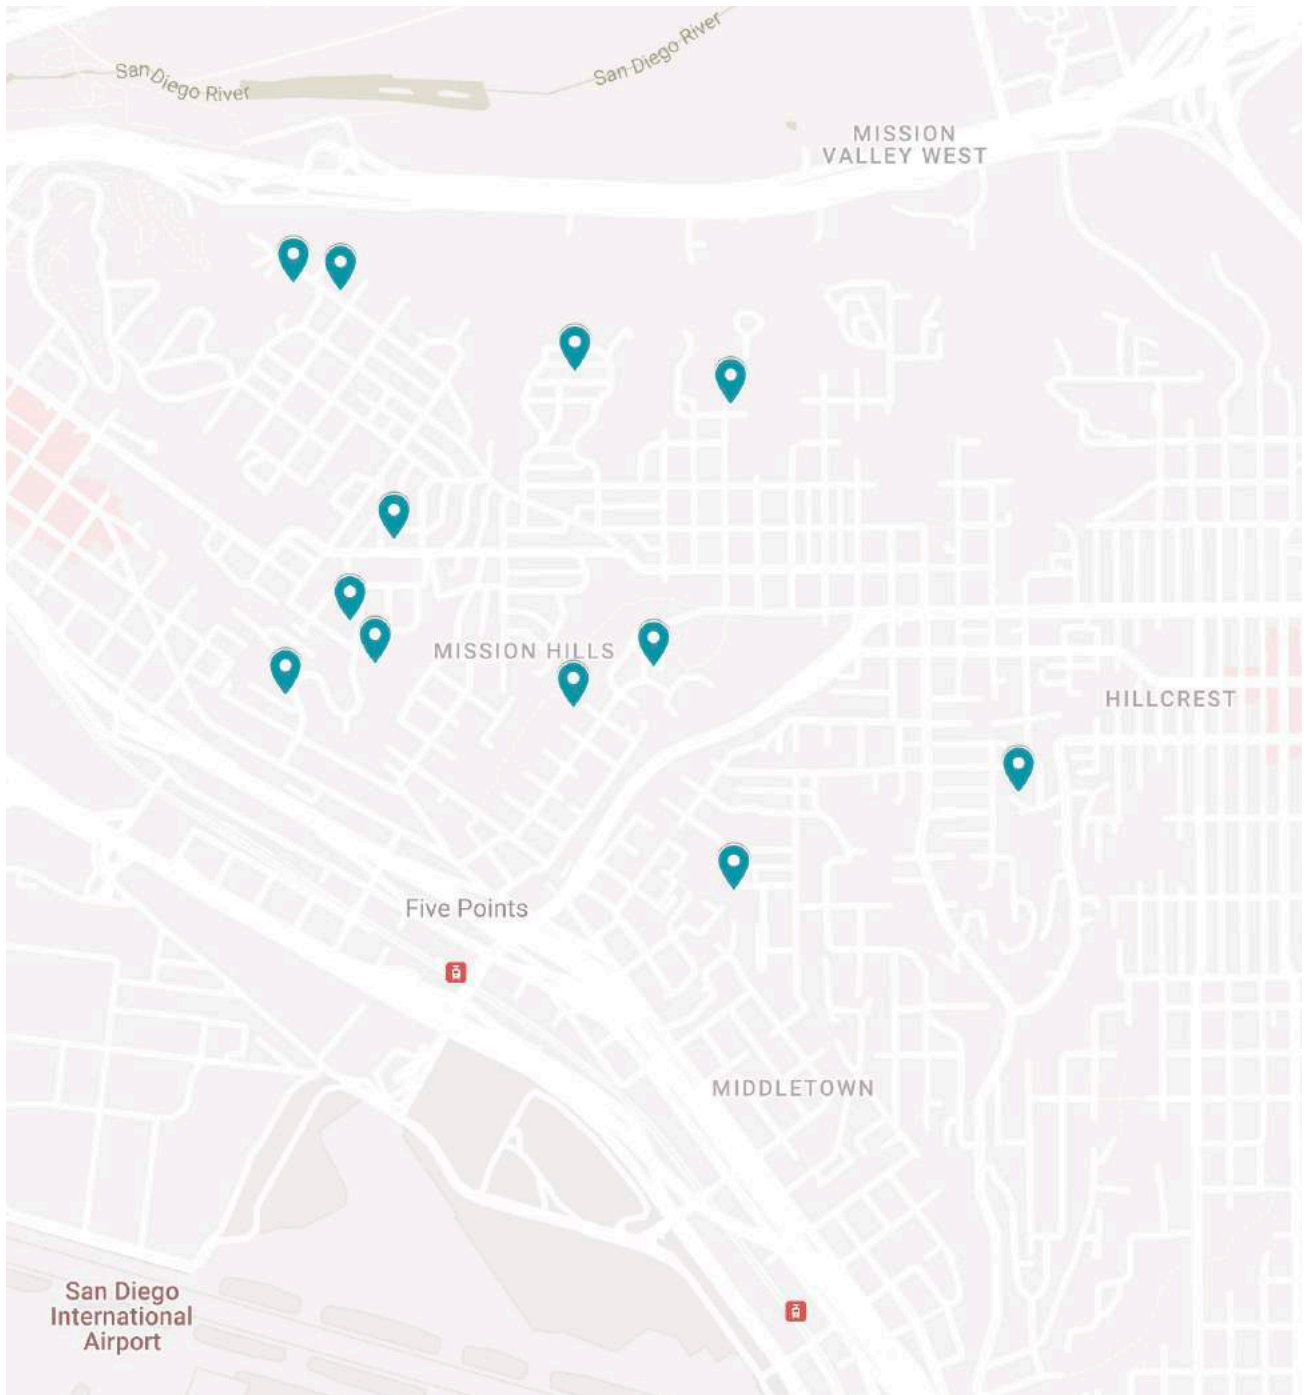 San Diego River
San Diego River
MISSION
VALLEY WEST
MISSION HILLS
HILLCREST
Five Points
MIDDLETOWN
San Diego
International
Airport